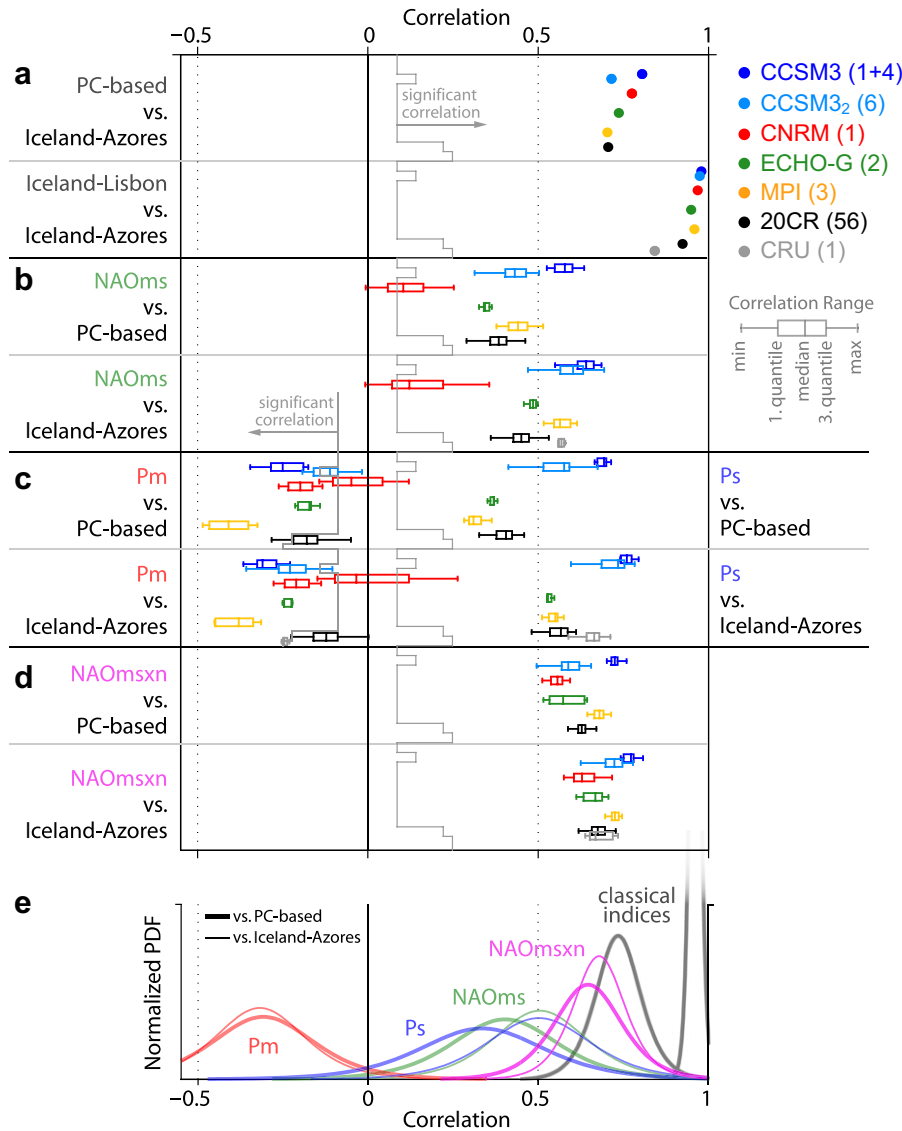 Correlation
−0.5 0 0.5 1
a
PC-based
vs.
Iceland-Azores
significant
correlation
Iceland-Lisbon
vs.
Iceland-Azores
CCSM3 (1+4)
CCSM3₂ (6)
CNRM (1)
ECHO-G (2)
MPI (3)
20CR (56)
CRU (1)
Correlation Range
min
1. quantile
median
3. quantile
max
b
NAOms
vs.
PC-based
NAOms
vs.
Iceland-Azores
significant
correlation
c
Pm
vs.
PC-based
Ps
vs.
PC-based
Pm
vs.
Iceland-Azores
Ps
vs.
Iceland-Azores
d
NAOmsxn
vs.
PC-based
NAOmsxn
vs.
Iceland-Azores
e
Normalized PDF
vs. PC-based
vs. Iceland-Azores
classical
indices
NAOmsxn
NAOms
Ps
Pm
−0.5 0 0.5 1
Correlation